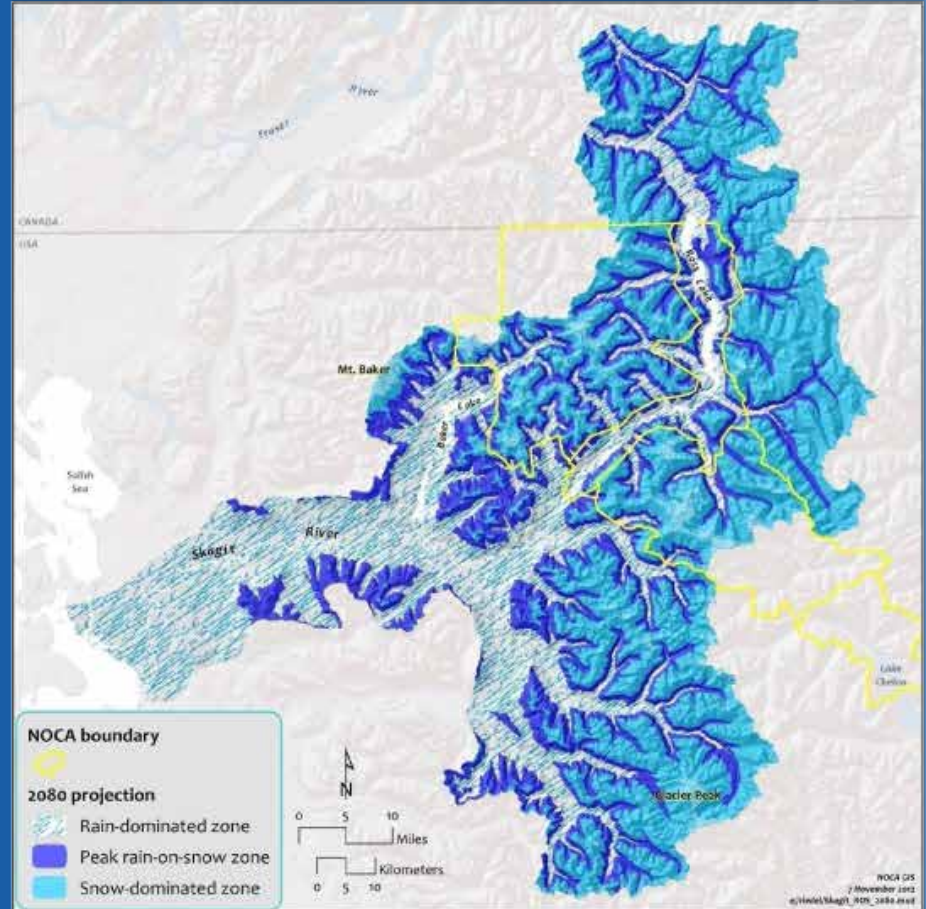 Fraser River
CANADA
USA
Ross Lake
Mt. Baker
Baker Lake
Salish
Sea
Skagit River
Lake
Chelan
Glacier Peak
NOCA boundary
2080 projection
Rain-dominated zone
Peak rain-on-snow zone
Snow-dominated zone
N
0 5 10
Miles
Kilometers
0 5 10
NOCA GIS
7 November 2012